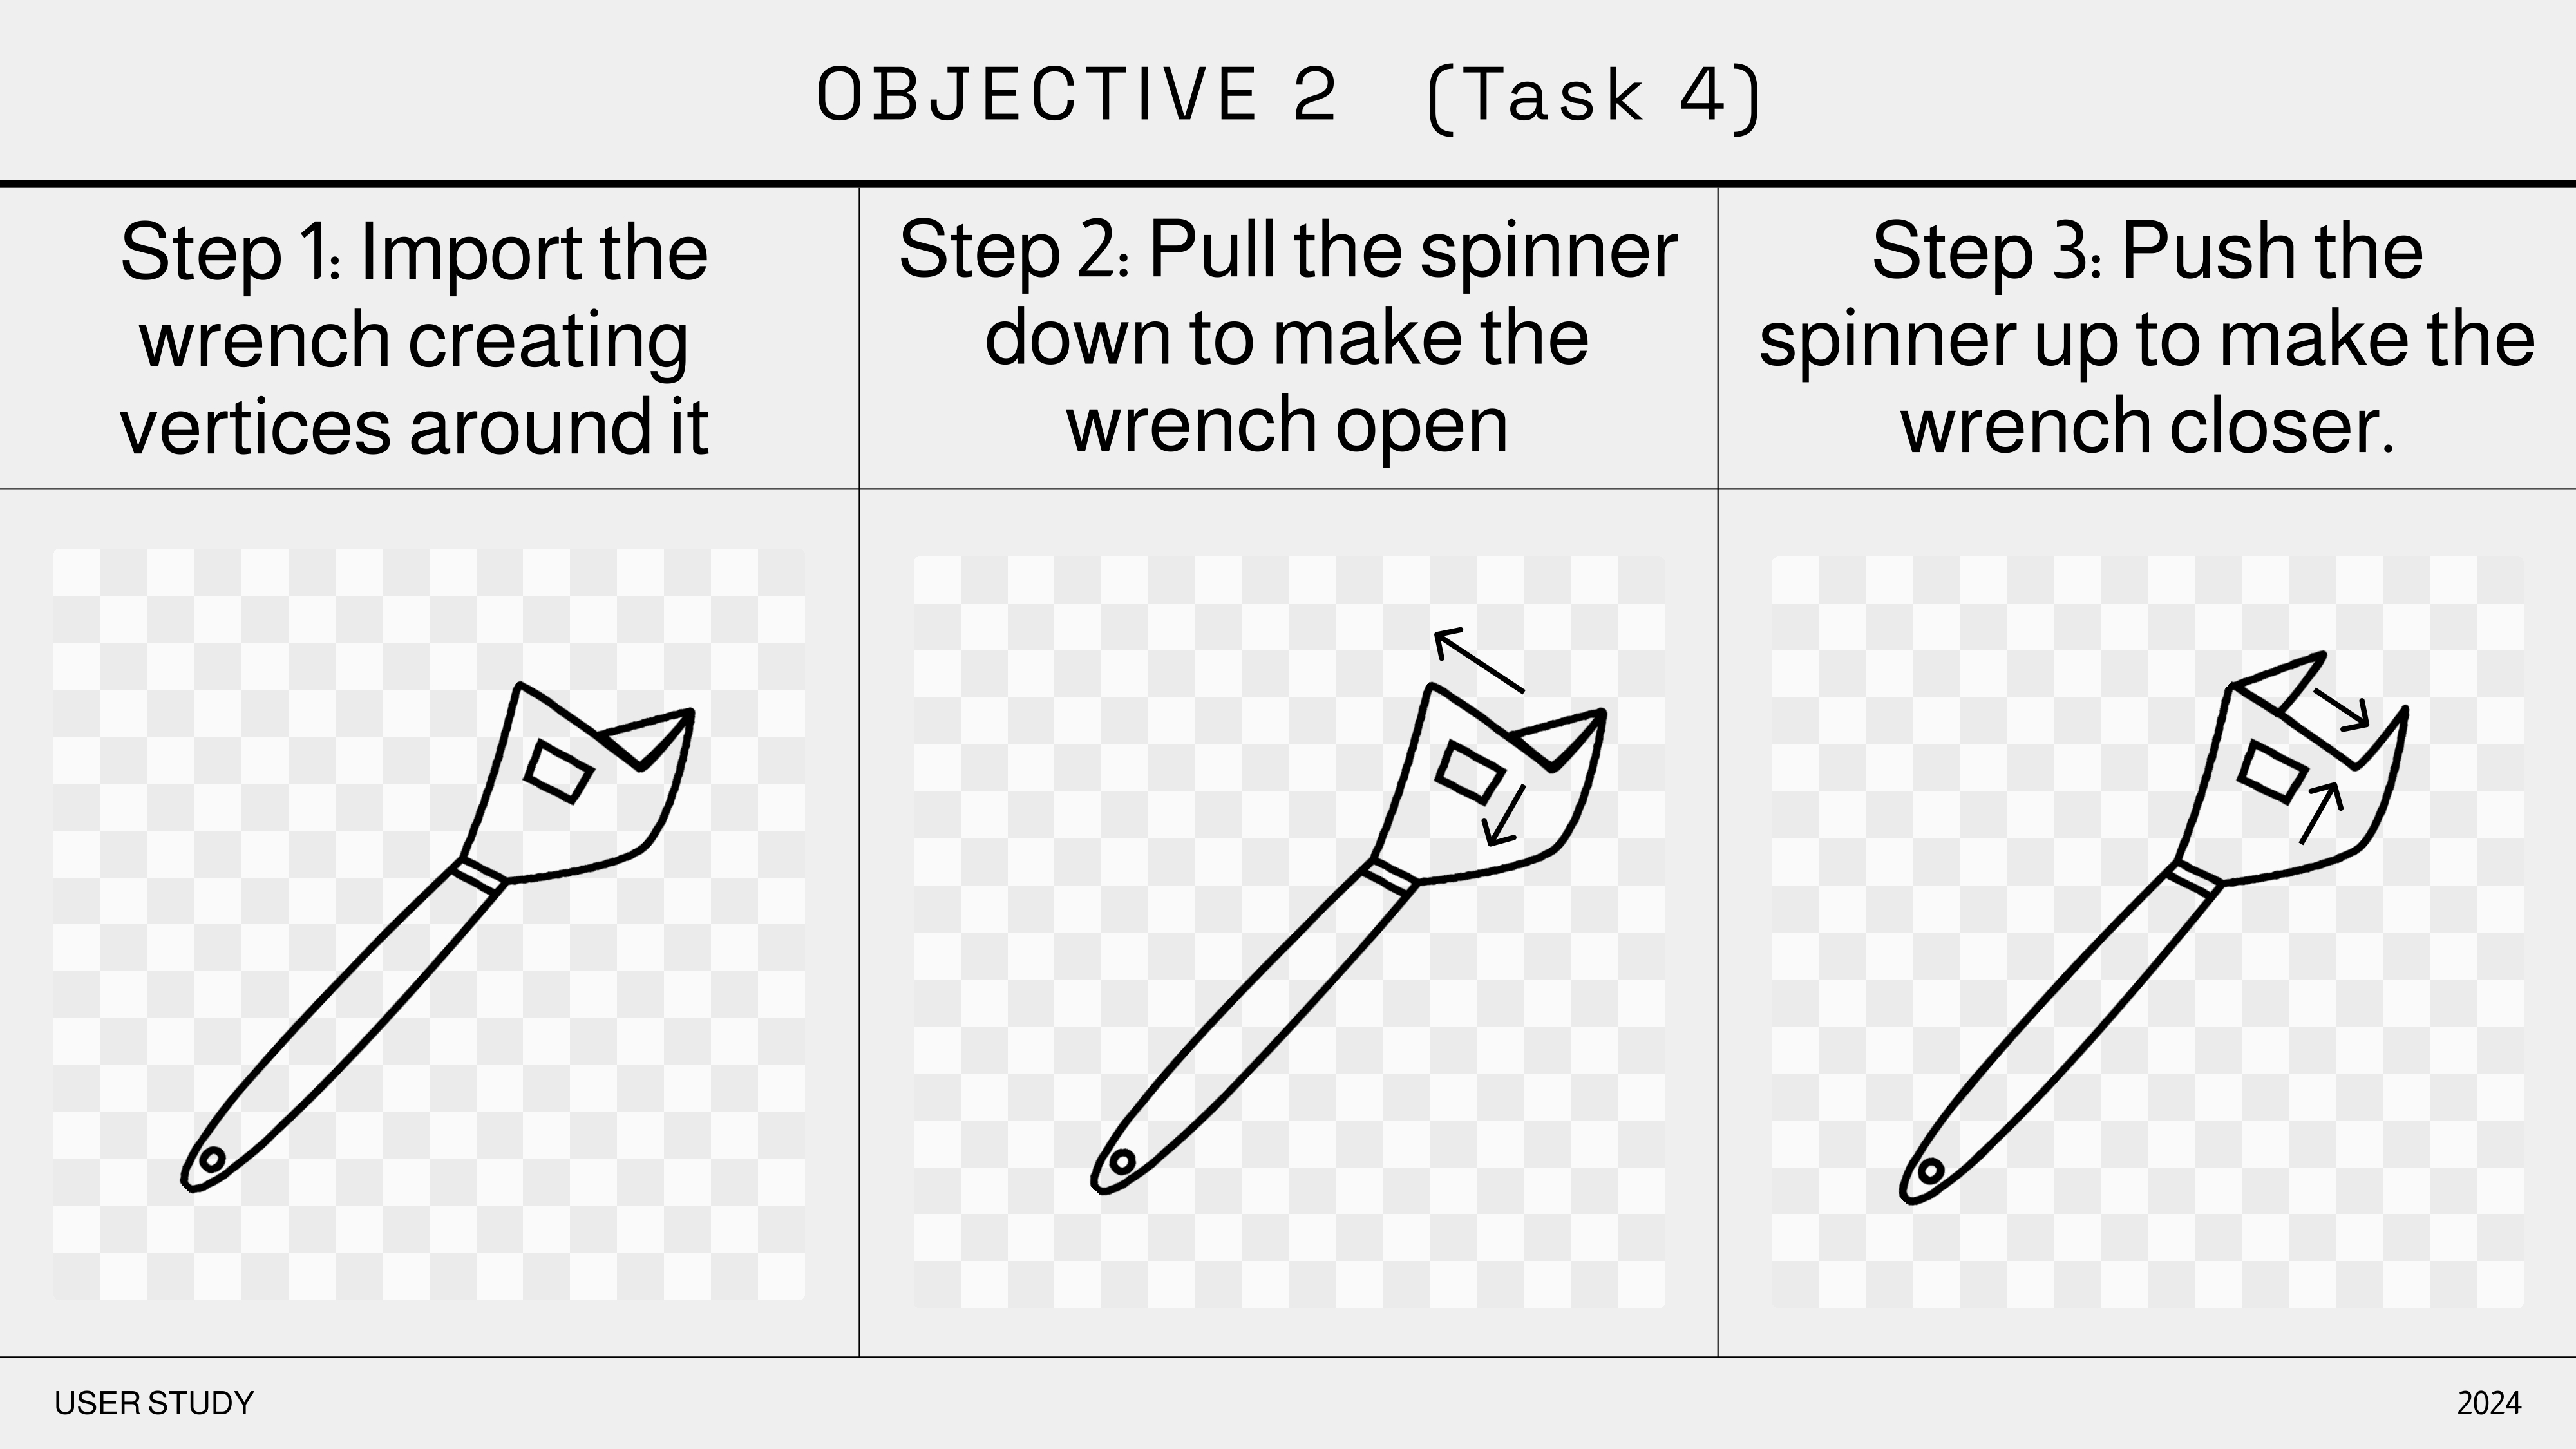 OBJECTIVE 2 (Task 4)
Step 1: Import the
wrench creating
vertices around it
Step 2: Pull the spinner
down to make the
wrench open
Step 3: Push the
spinner up to make the
wrench closer.
USER STUDY
2024